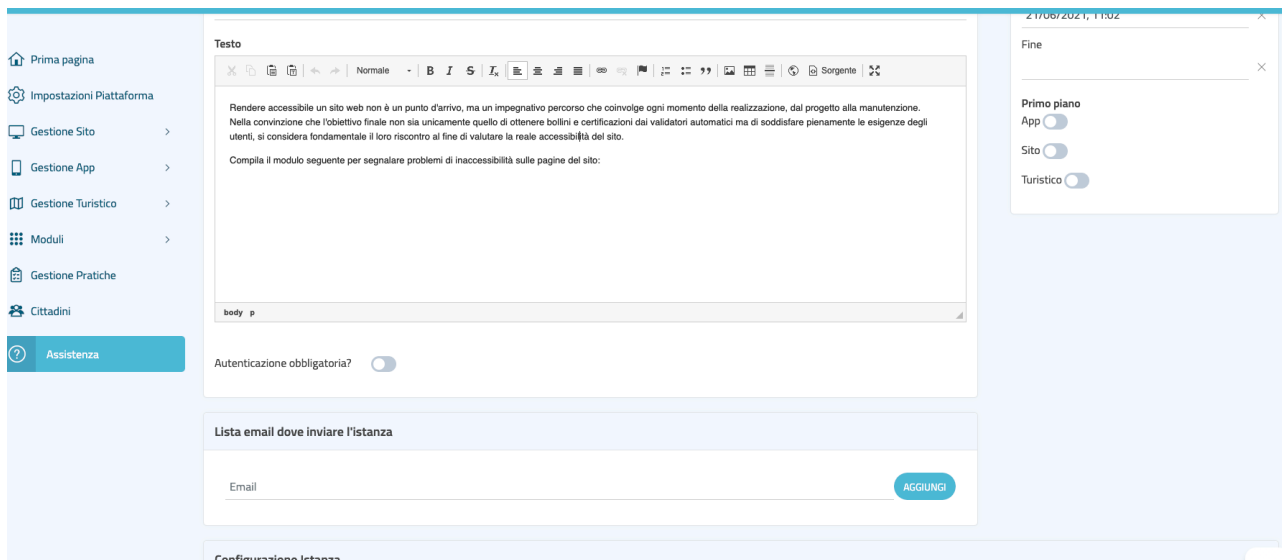 21/06/2021, 11:02
Testo
Fine
Prima pagina
Impostazioni Piattaforma
Gestione Sito
Gestione App
Gestione Turistico
Moduli
Gestione Pratiche
Cittadini
Assistenza
Normale
B I S Ix
Sorgente
Rendere accessibile un sito web non è un punto d'arrivo, ma un impegnativo percorso che coinvolge ogni momento della realizzazione, dal progetto alla manutenzione.
Nella convinzione che l'obiettivo finale non sia unicamente quello di ottenere bollini e certificazioni dai validatori automatici ma di soddisfare pienamente le esigenze degli
utenti, si considera fondamentale il loro riscontro al fine di valutare la reale accessibilità del sito.
Compila il modulo seguente per segnalare problemi di inaccessibilità sulle pagine del sito:
body p
Primo piano
App
Sito
Turistico
Autenticazione obbligatoria?
Lista email dove inviare l'istanza
Email
AGGIUNGI
Configurazione Istanza